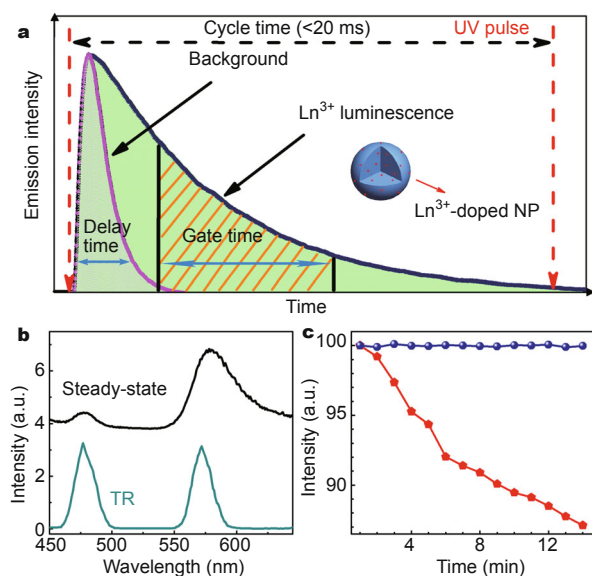 a
Cycle time (<20 ms)
UV pulse
Background
Ln³⁺ luminescence
Ln³⁺-doped NP
Delay
time
Gate time
Emission intensity
Time
b
8
6
4
2
0
Steady-state
TR
Intensity (a.u.)
450 500 550 600
Wavelength (nm)
c
100
95
90
Intensity (a.u.)
4 8 12
Time (min)